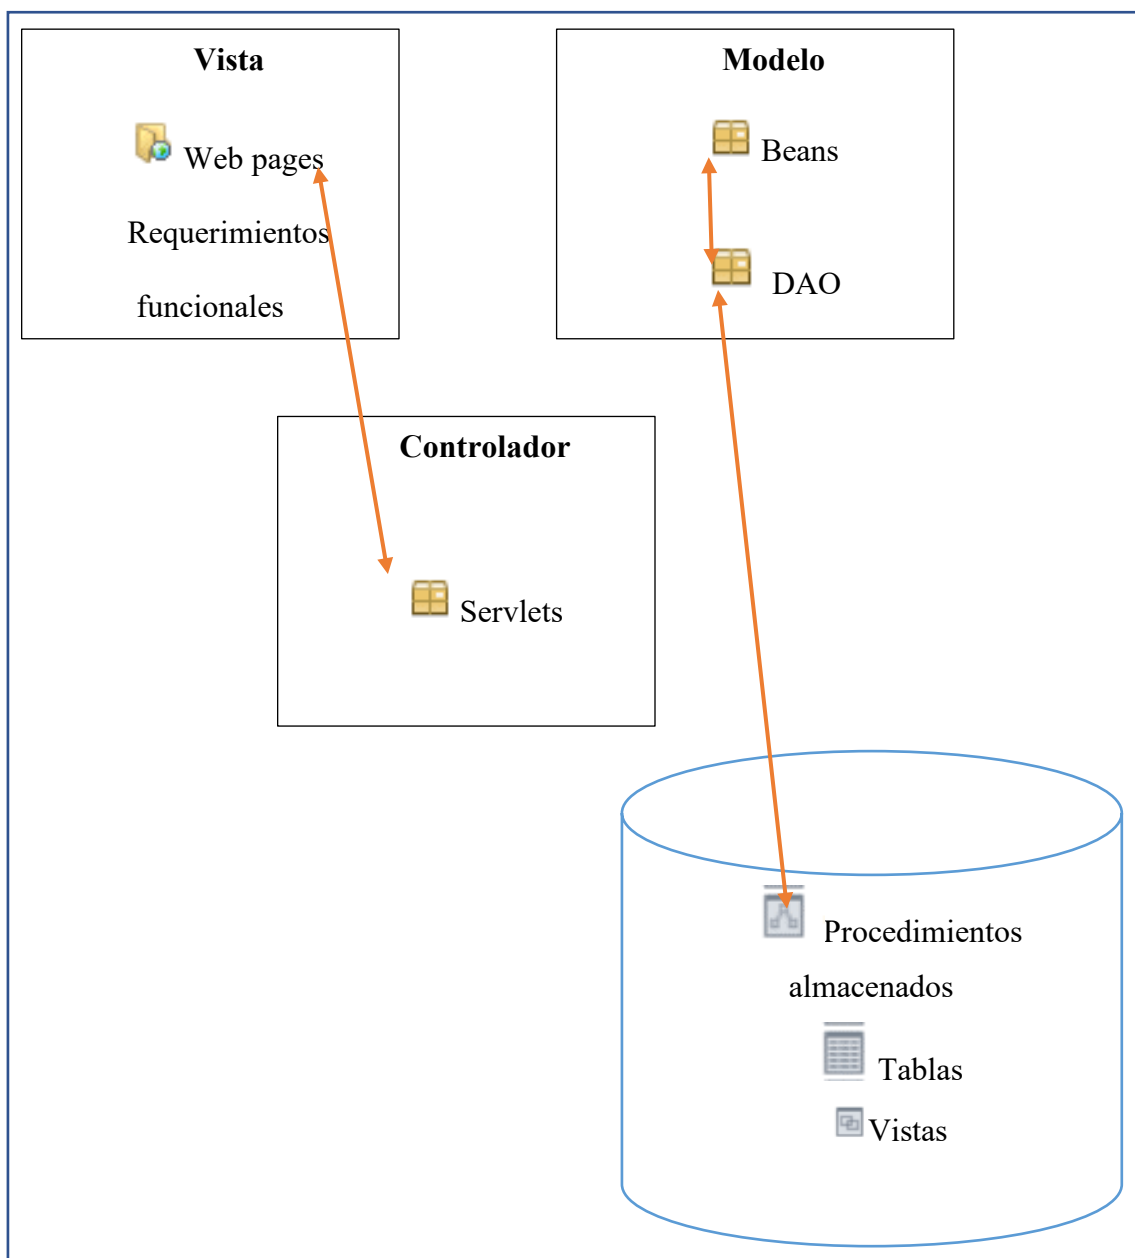 Vista
Web pages
Requerimientos
funcionales
Modelo
Beans
DAO
Controlador
Servlets
Procedimientos
almacenados
Tablas
Vistas